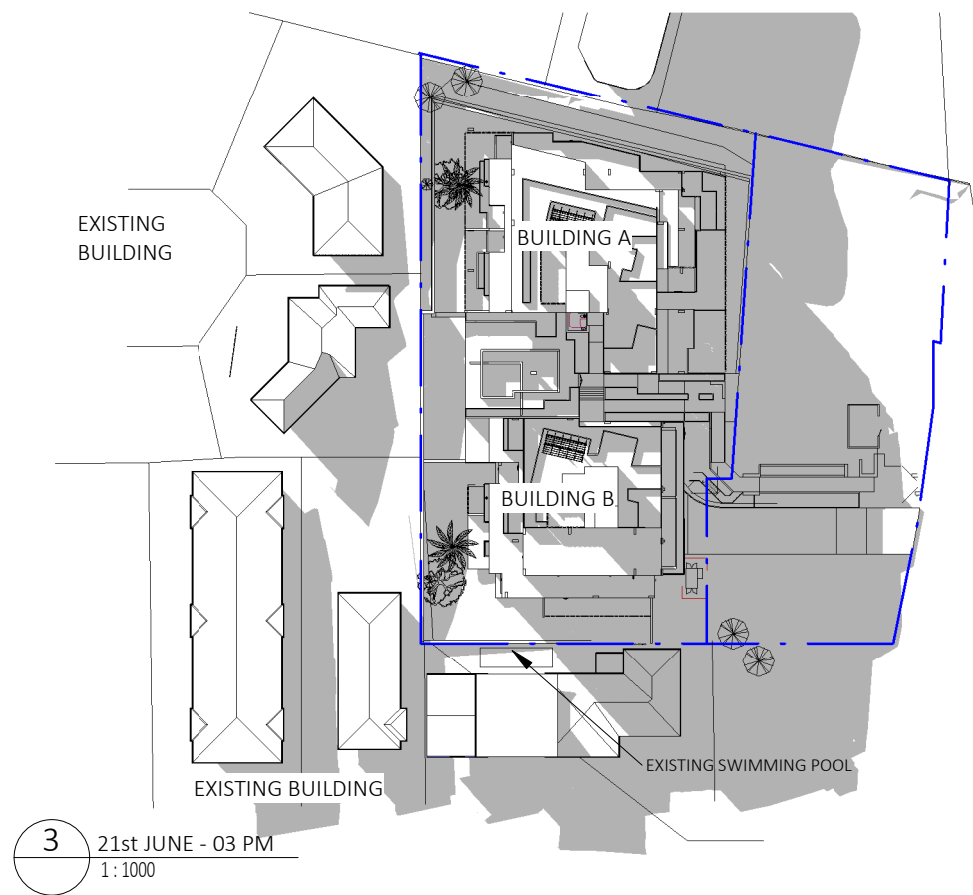 EXISTING
BUILDING
BUILDING A
BUILDING B
EXISTING SWIMMING POOL
EXISTING BUILDING
3
21st JUNE - 03 PM
1 : 1000